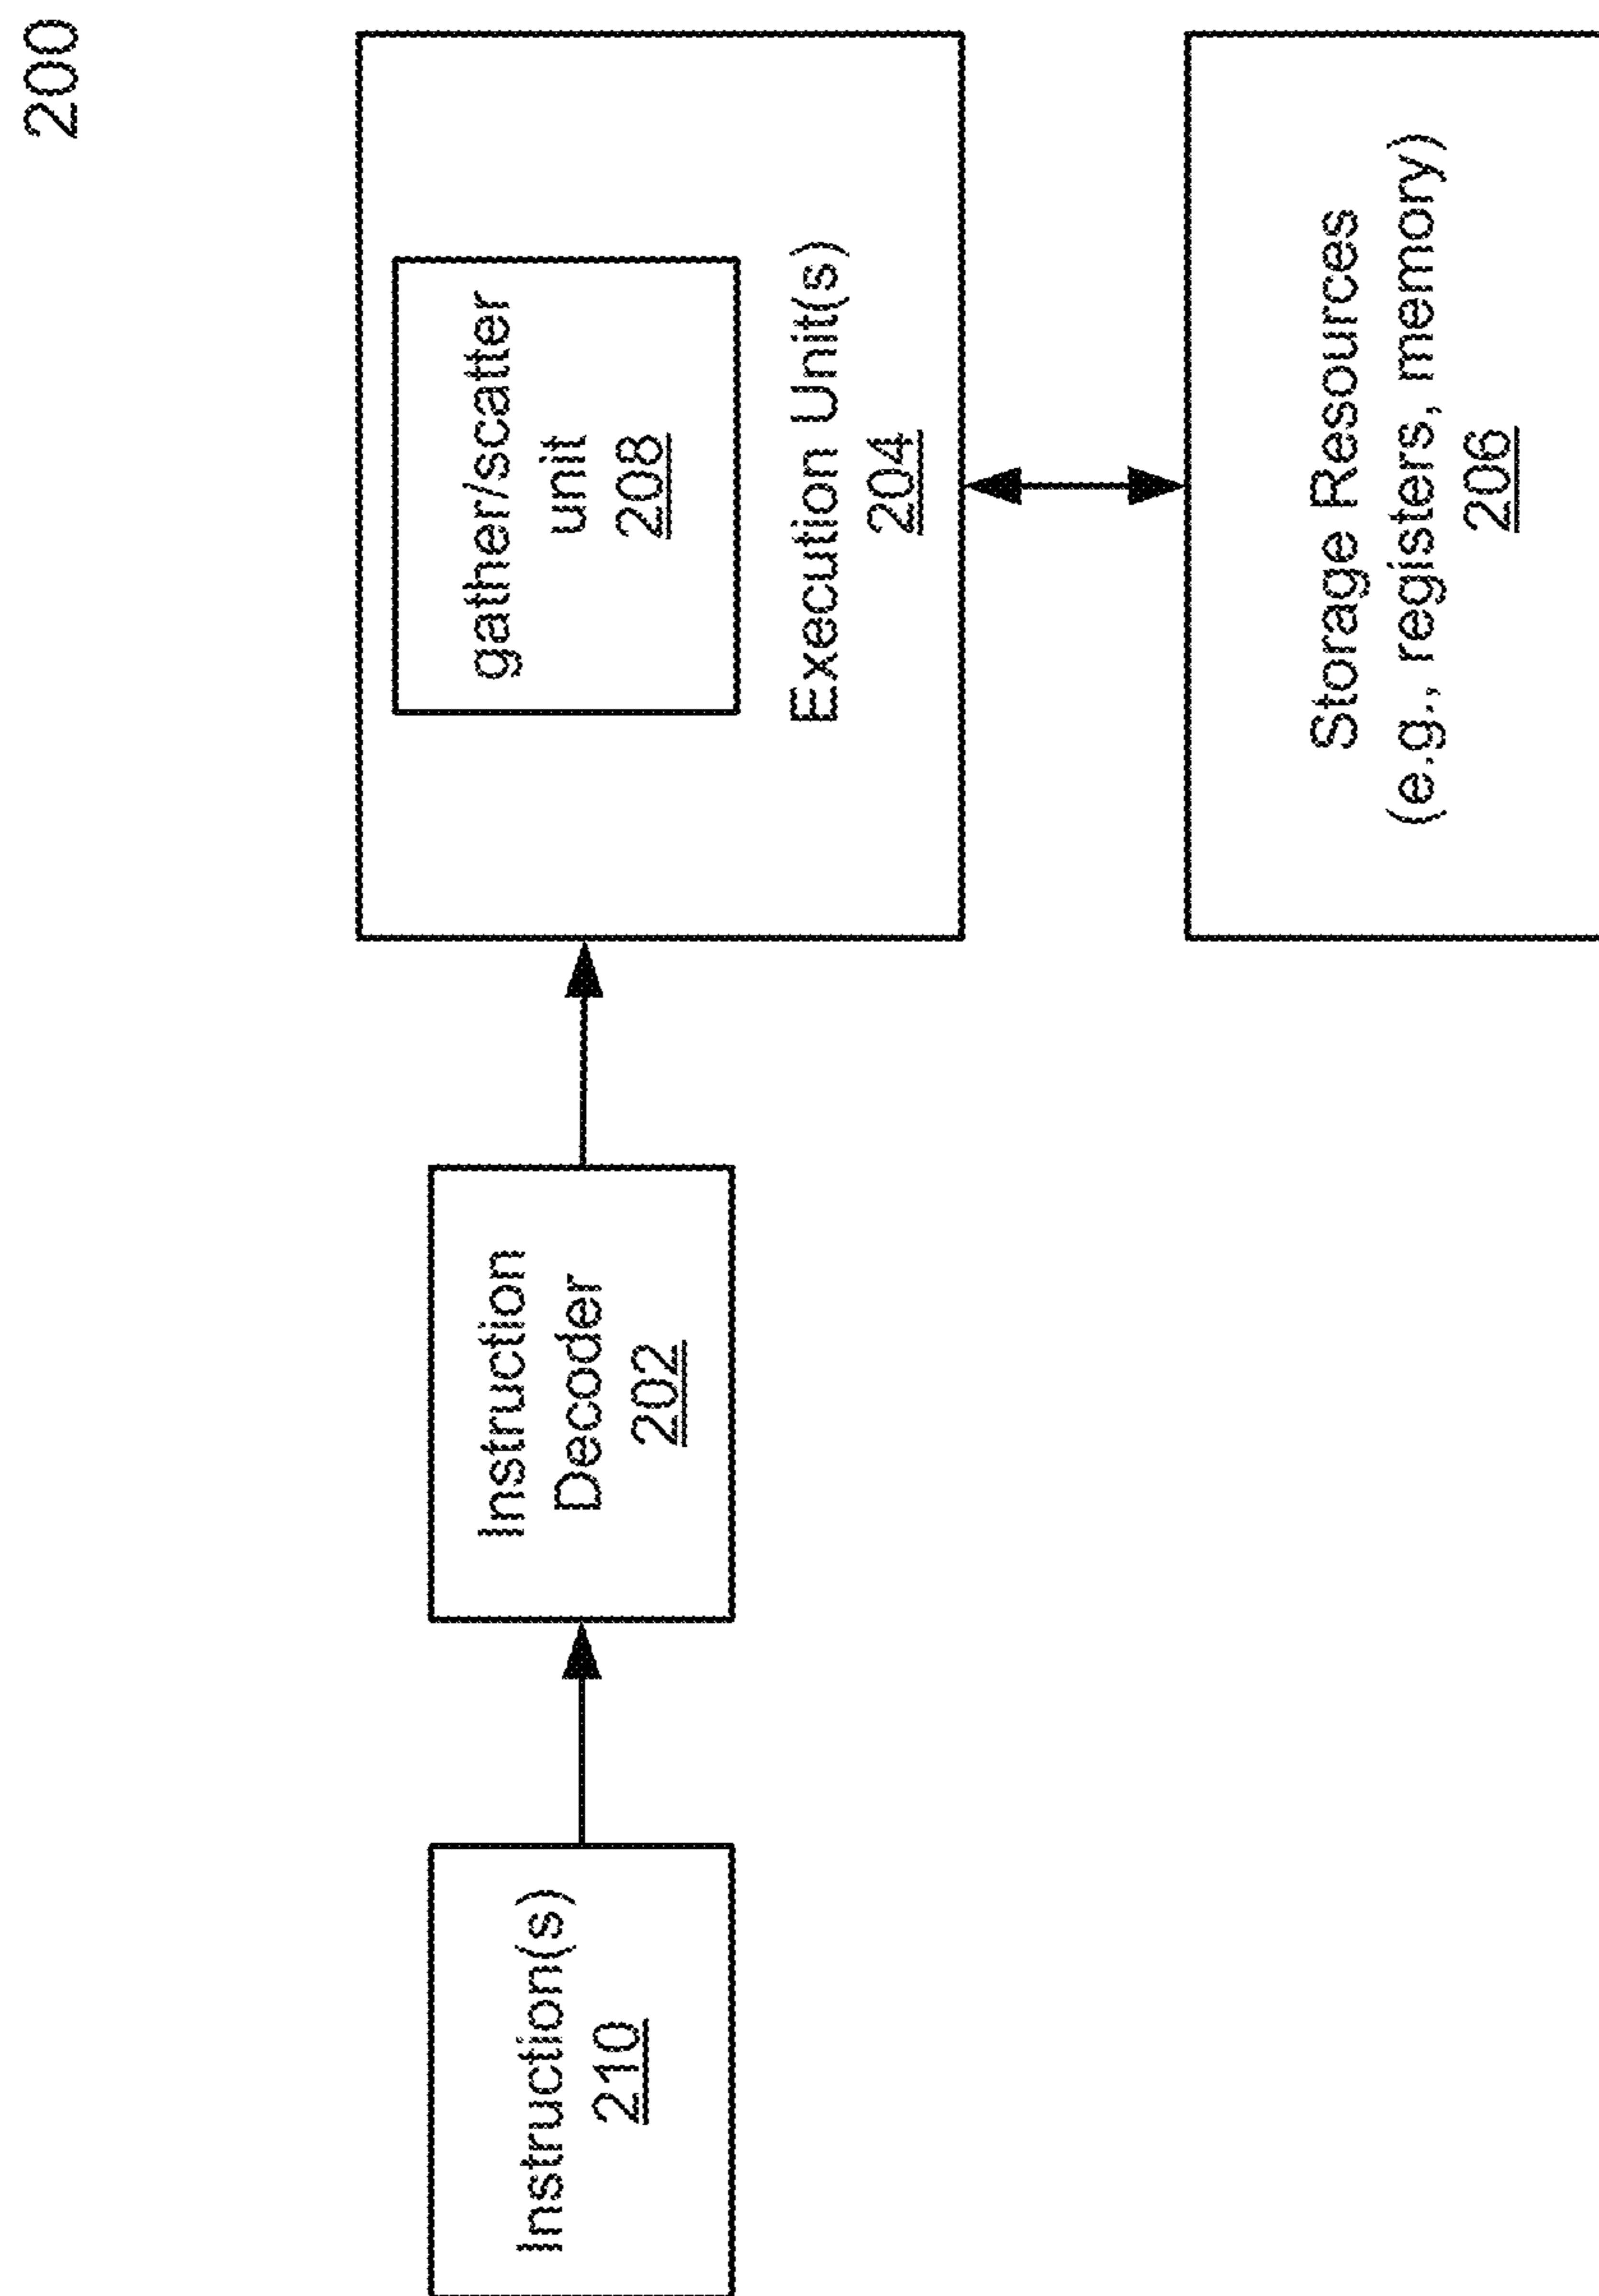 200
Instruction(s)
210
Instruction
Decoder
202
gather/scatter
unit
208
Execution Unit(s)
204
Storage Resources
(e.g., registers, memory)
206